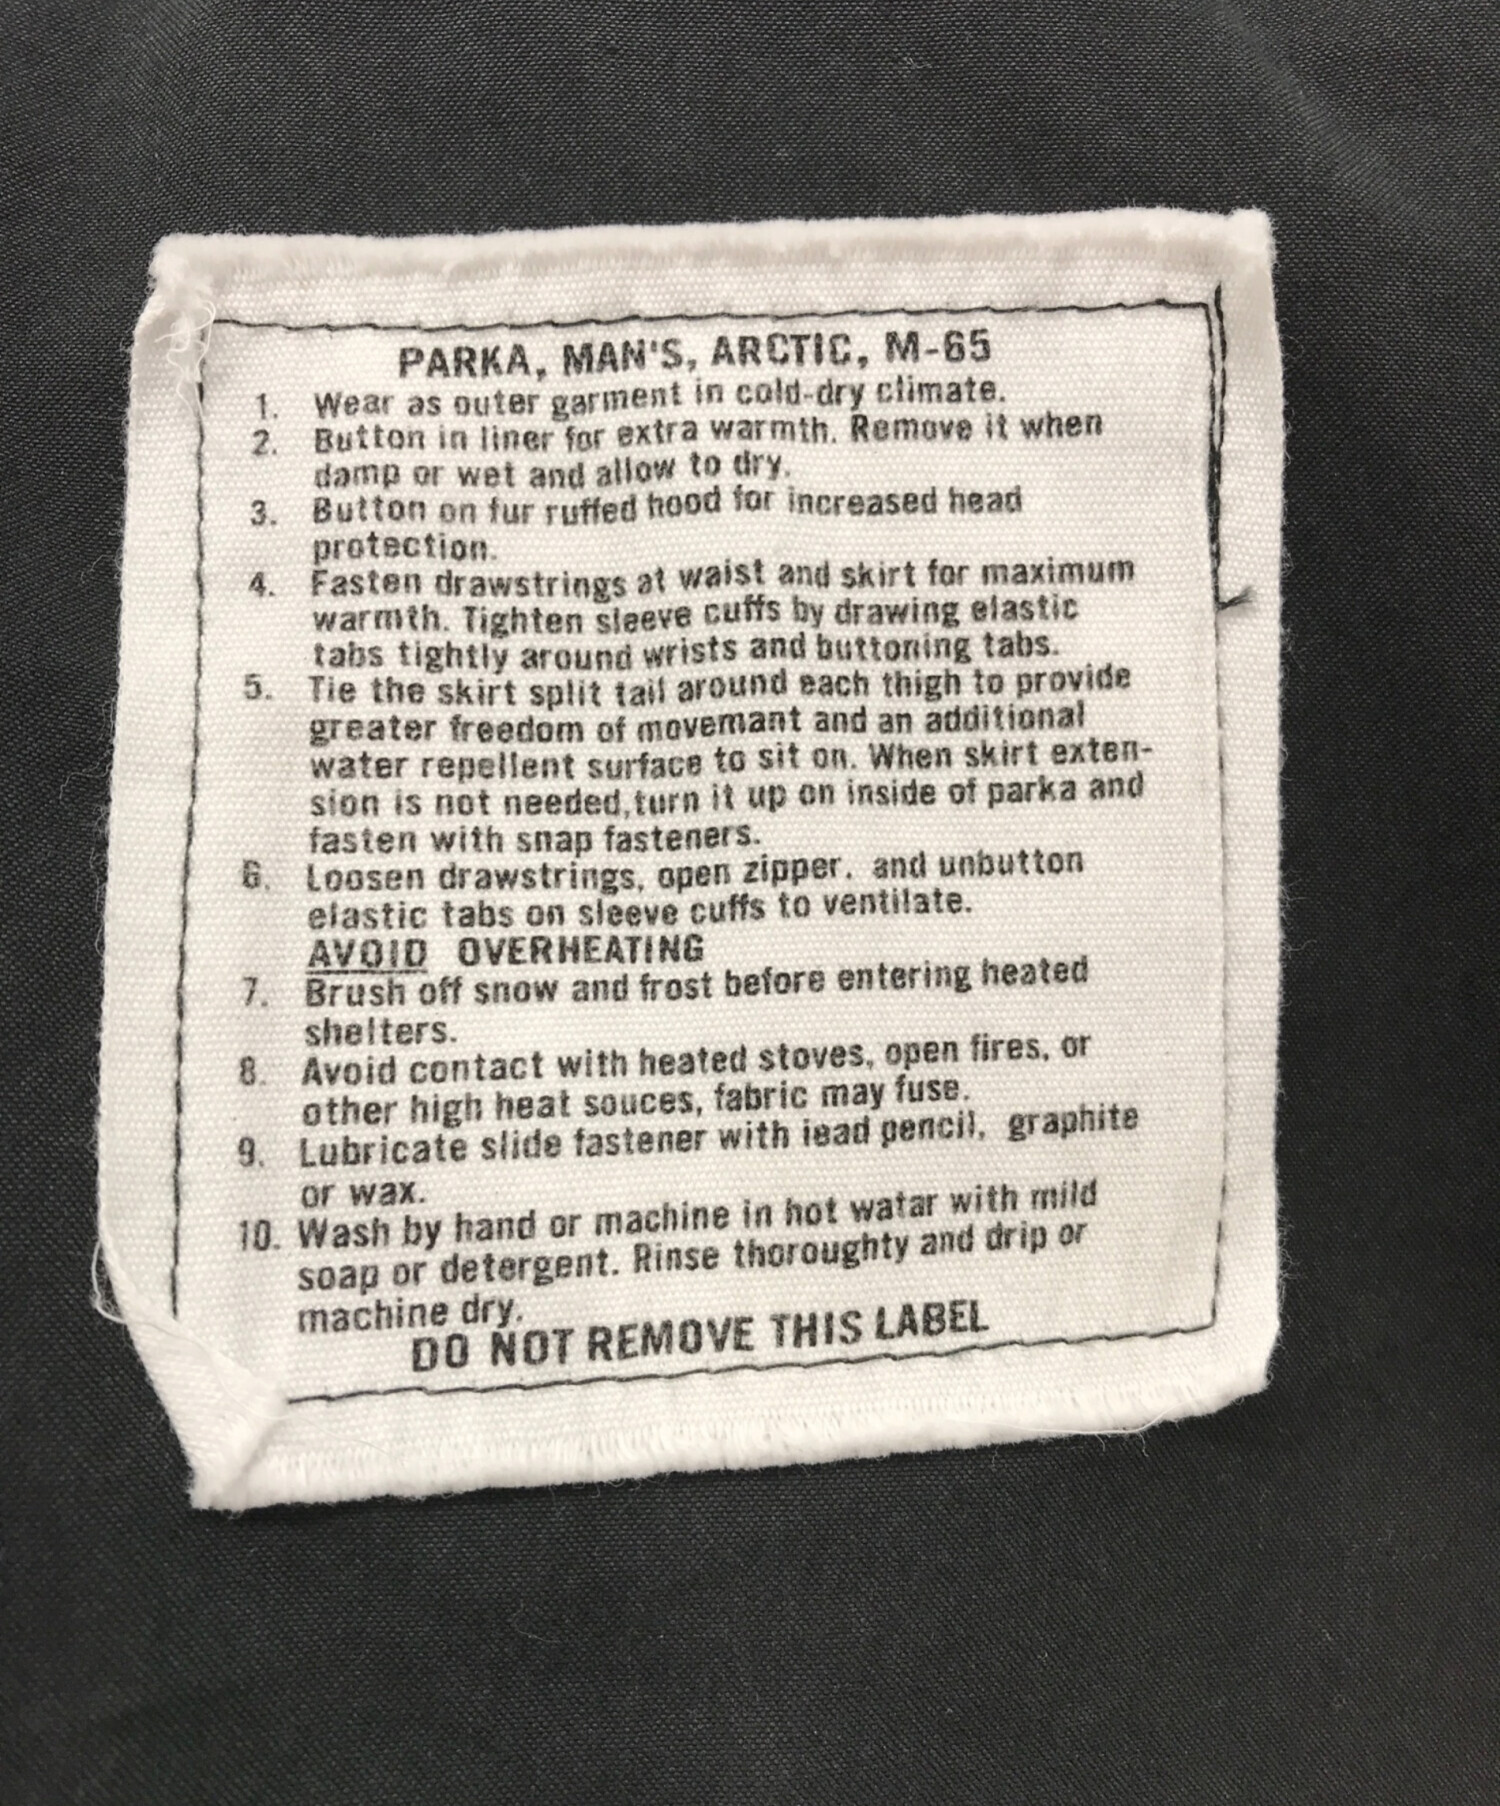 PARKA, MAN'S, ARCTIC, M-65
1. Wear as outer garment in cold-dry climate.
2. Button in liner for extra warmth. Remove it when
damp or wet and allow to dry.
3. Button on fur ruffed hood for increased head
protection.
4. Fasten drawstrings at waist and skirt for maximum
warmth. Tighten sleeve cuffs by drawing elastic
tabs tightly around wrists and buttoning tabs.
5. Tie the skirt split tail around each thigh to provide
greater freedom of movemant and an additional
water repellent surface to sit on. When skirt exten-
sion is not needed,turn it up on inside of parka and
fasten with snap fasteners.
6. Loosen drawstrings, open zipper. and unbutton
elastic tabs on sleeve cuffs to ventilate.
AVOID OVERHEATING
7. Brush off snow and frost before entering heated
shelters.
8. Avoid contact with heated stoves, open fires, or
other high heat souces, fabric may fuse.
9. Lubricate slide fastener with lead pencil, graphite
or wax.
10. Wash by hand or machine in hot watar with mild
soap or detergent. Rinse thoroughty and drip or
machine dry.
DO NOT REMOVE THIS LABEL